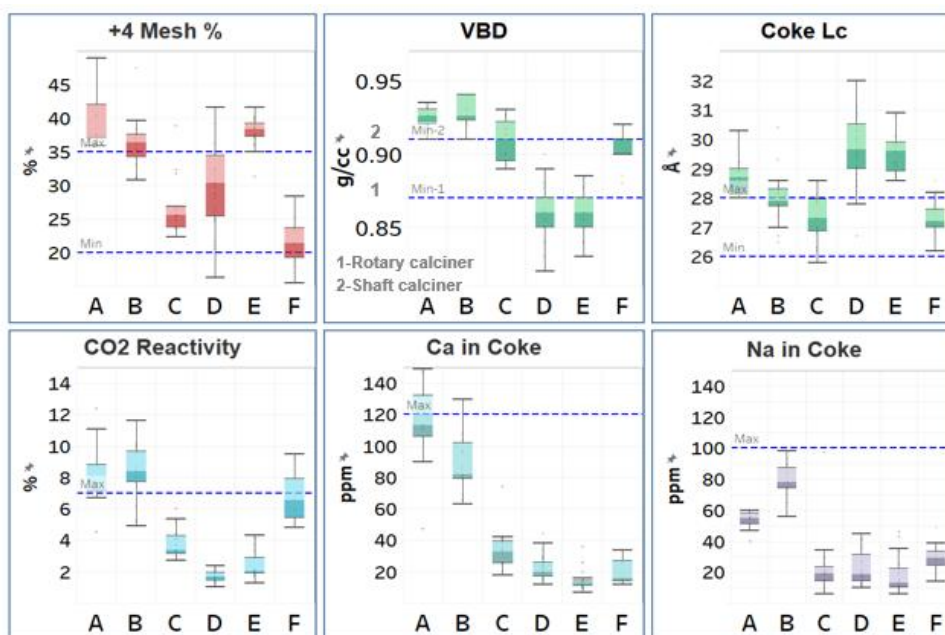 +4 Mesh %
45
40
35
30
25
20
% *
Max
Min
A B C D E F
VBD
0.95
0.90
0.85
g/cc *
2
Min-2
1
Min-1
1-Rotary calciner
2-Shaft calciner
A B C D E F
Coke Lc
32
31
30
29
28
27
26
Å *
Max
Min
A B C D E F
CO2 Reactivity
14
12
10
8
6
4
2
% *
Max
A B C D E F
Ca in Coke
140
120
100
80
60
40
20
ppm *
Max
A B C D E F
Na in Coke
140
120
100
80
60
40
20
ppm *
Max
A B C D E F